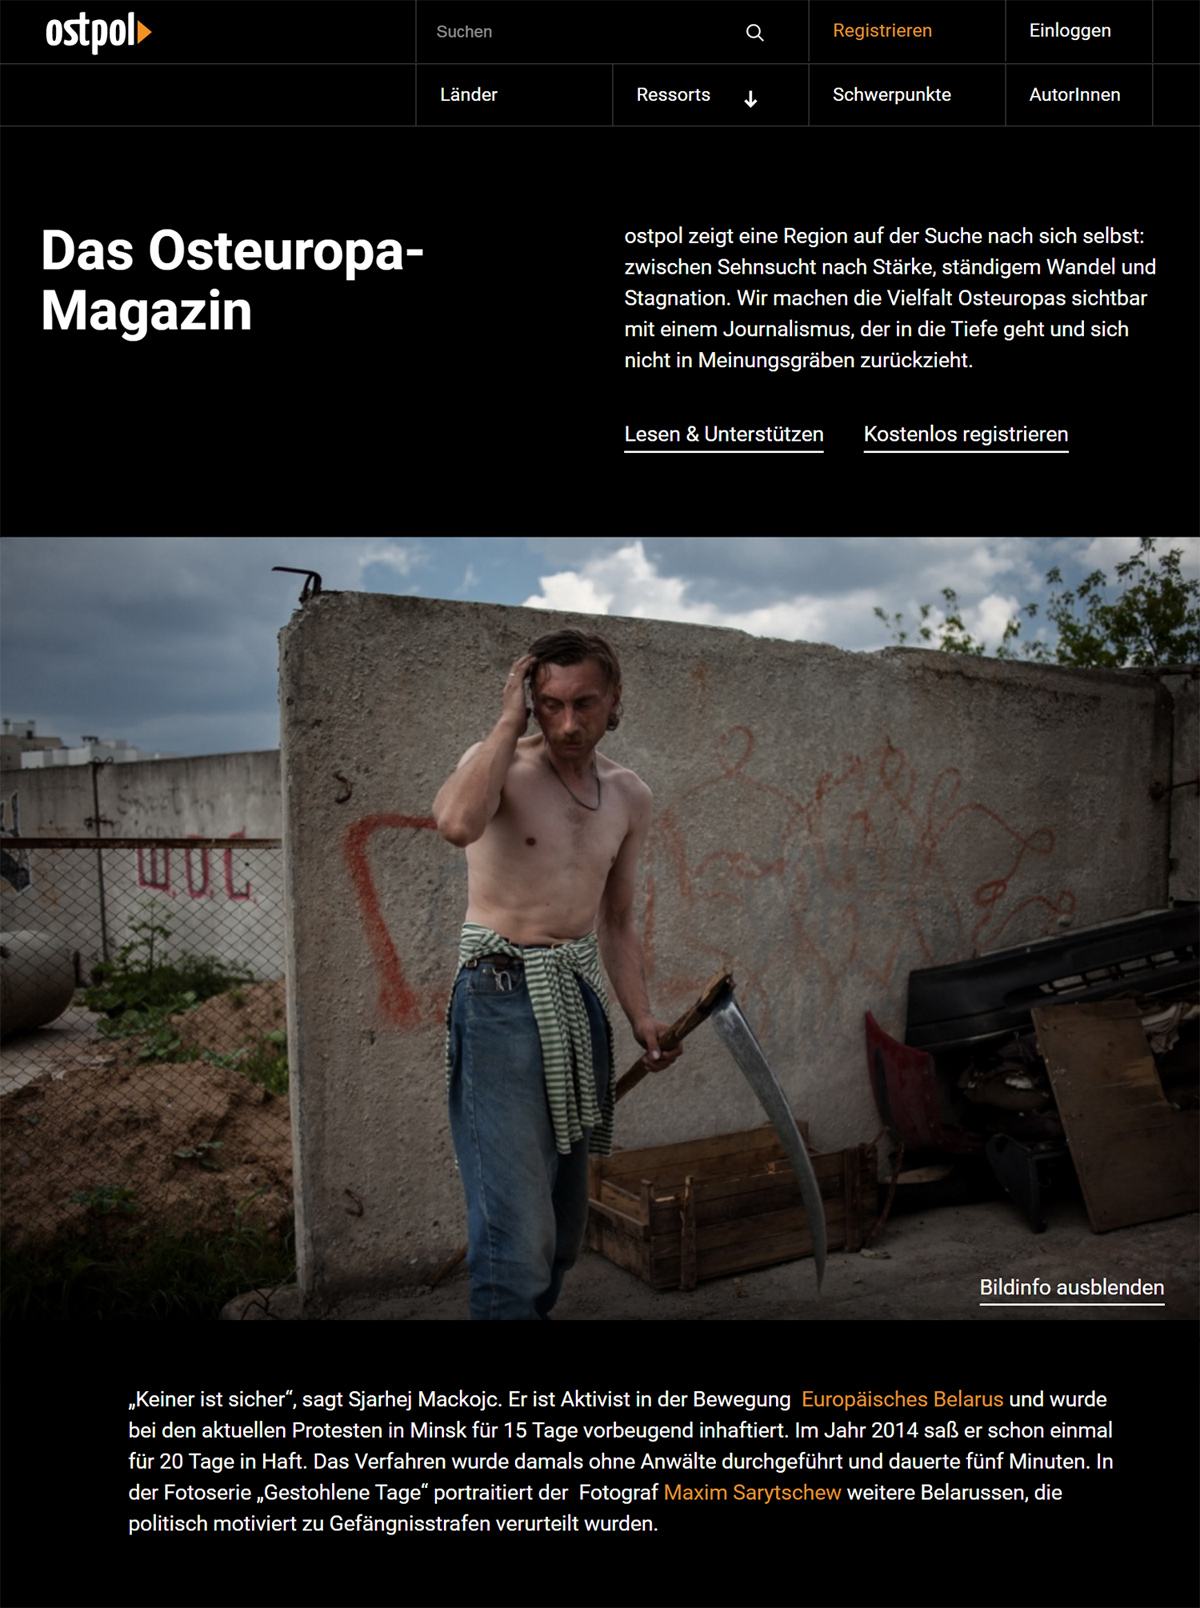 ostpol
Suchen
Registrieren
Einloggen
Länder
Ressorts
Schwerpunkte
AutorInnen
Das Osteuropa-
Magazin
ostpol zeigt eine Region auf der Suche nach sich selbst:
zwischen Sehnsucht nach Stärke, ständigem Wandel und
Stagnation. Wir machen die Vielfalt Osteuropas sichtbar
mit einem Journalismus, der in die Tiefe geht und sich
nicht in Meinungsgräben zurückzieht.
Lesen & Unterstützen
Kostenlos registrieren
Bildinfo ausblenden
„Keiner ist sicher“, sagt Sjarhej Mackojc. Er ist Aktivist in der Bewegung Europäisches Belarus und wurde
bei den aktuellen Protesten in Minsk für 15 Tage vorbeugend inhaftiert. Im Jahr 2014 saß er schon einmal
für 20 Tage in Haft. Das Verfahren wurde damals ohne Anwälte durchgeführt und dauerte fünf Minuten. In
der Fotoserie „Gestohlene Tage“ portraitiert der Fotograf Maxim Sarytschew weitere Belarussen, die
politisch motiviert zu Gefängnisstrafen verurteilt wurden.